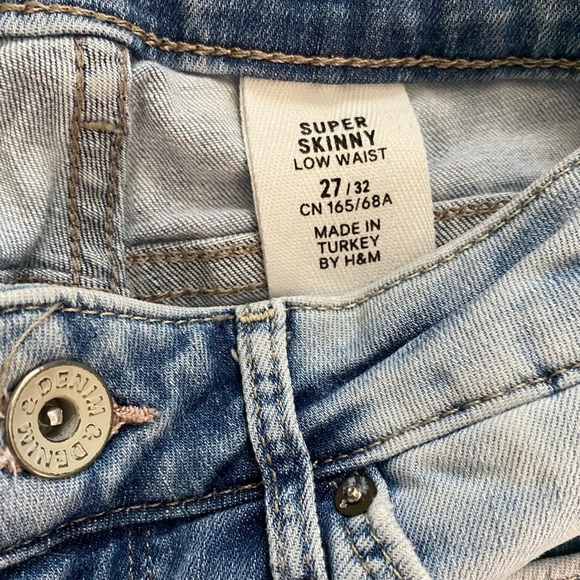 SUPER
SKINNY
LOW WAIST
27 / 32
CN 165/68A
MADE IN
TURKEY
BY H&M
&DENIM&DENIM